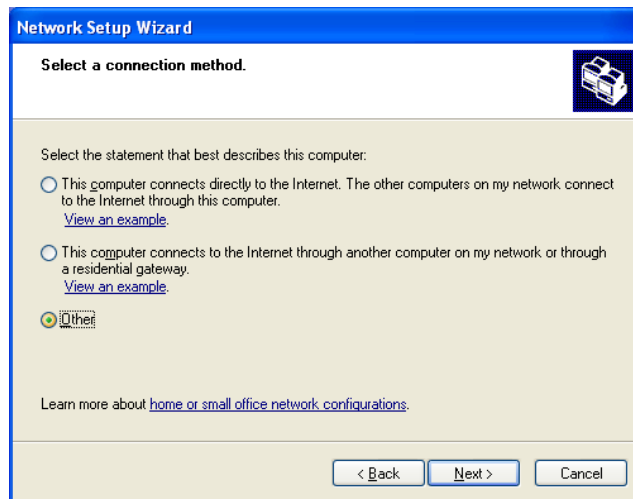 Network Setup Wizard
Select a connection method.
Select the statement that best describes this computer:
This computer connects directly to the Internet. The other computers on my network connect
to the Internet through this computer.
View an example.
This computer connects to the Internet through another computer on my network or through
a residential gateway.
View an example.
Other
Learn more about home or small office network configurations.
< Back
Next >
Cancel